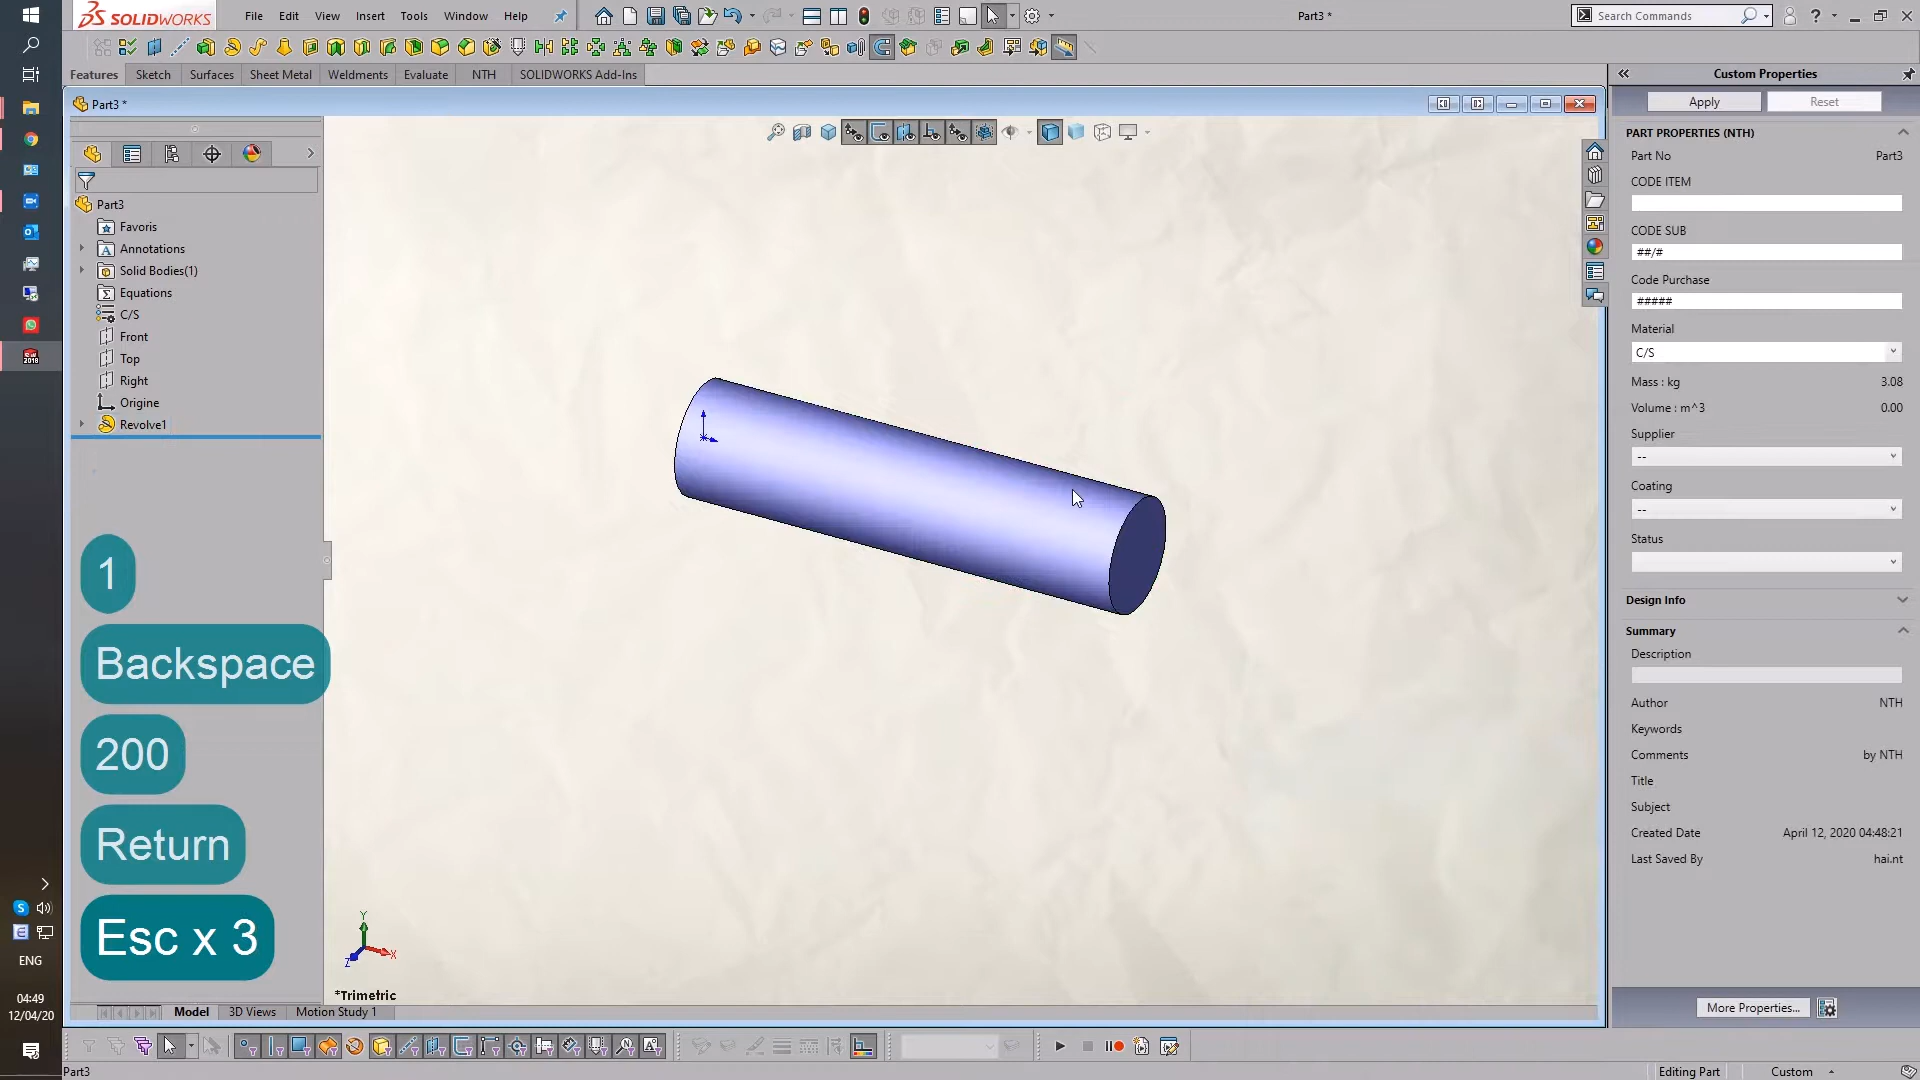 SOLIDWORKS
File Edit View Insert Tools Window Help
Part3 *
Search Commands
Features Sketch Surfaces Sheet Metal Weldments Evaluate NTH SOLIDWORKS Add-Ins
Part3 *
Part3
Favoris
Annotations
Solid Bodies(1)
Equations
C/S
Front
Top
Right
Origine
Revolve1
1
Backspace
200
Return
Esc x 3
Y
X
Z
*Trimetric
Model 3D Views Motion Study 1
Part3
Editing Part
Custom
Custom Properties
Apply Reset
PART PROPERTIES (NTH)
Part No Part3
CODE ITEM
CODE SUB
##/#
Code Purchase
#####
Material
C/S
Mass : kg 3.08
Volume : m^3 0.00
Supplier
--
Coating
--
Status
Design Info
Summary
Description
Author NTH
Keywords
Comments by NTH
Title
Subject
Created Date April 12, 2020 04:48:21
Last Saved By hai.nt
More Properties...
ENG
04:49
12/04/20